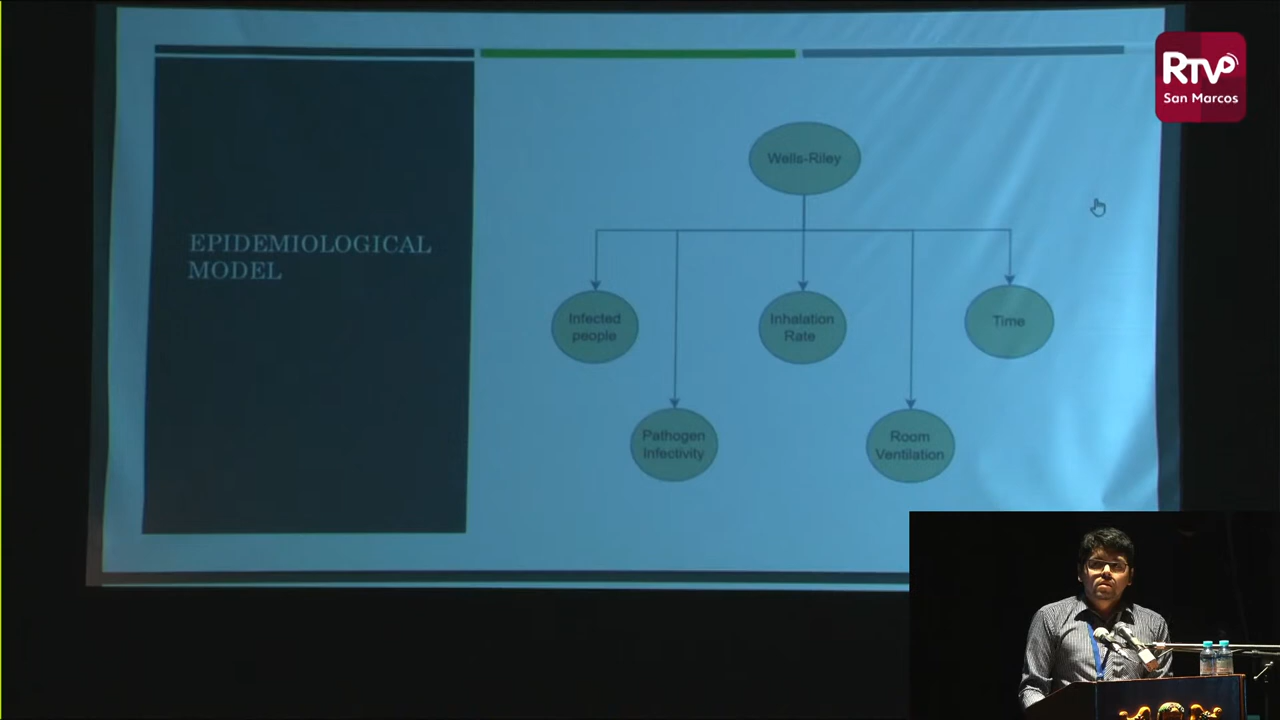 RTVP
San Marcos
EPIDEMIOLOGICAL
MODEL
Wells-Riley
Infected
people
Inhalation
Rate
Time
Pathogen
Infectivity
Room
Ventilation